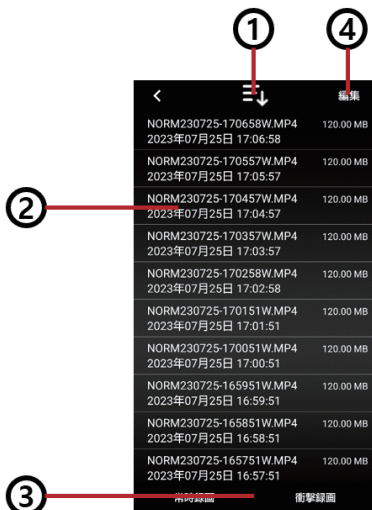 ① ④
編集
NORM230725-170658W.MP4 120.00 MB
2023年07月25日 17:06:58
NORM230725-170557W.MP4 120.00 MB
2023年07月25日 17:05:57
② NORM230725-170457W.MP4 120.00 MB
2023年07月25日 17:04:57
NORM230725-170357W.MP4 120.00 MB
2023年07月25日 17:03:57
NORM230725-170258W.MP4 120.00 MB
2023年07月25日 17:02:58
NORM230725-170151W.MP4 120.00 MB
2023年07月25日 17:01:51
NORM230725-170051W.MP4 120.00 MB
2023年07月25日 17:00:51
NORM230725-165951W.MP4 120.00 MB
2023年07月25日 16:59:51
NORM230725-165851W.MP4 120.00 MB
2023年07月25日 16:58:51
NORM230725-165751W.MP4 120.00 MB
2023年07月25日 16:57:51
③ 常時録画 衝撃録画